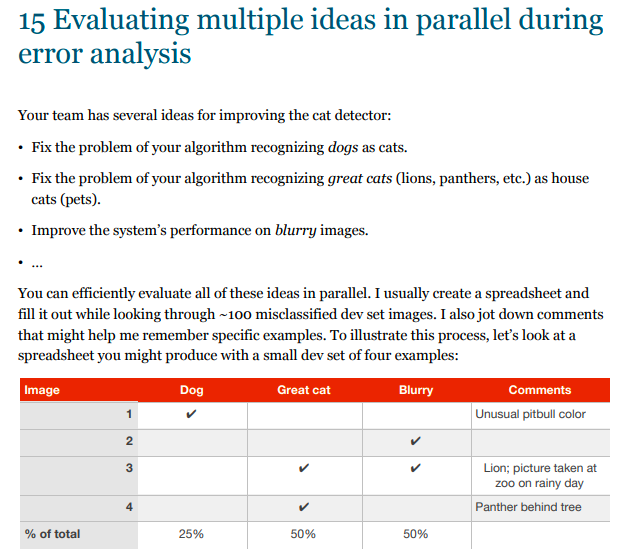 15 Evaluating multiple ideas in parallel during
error analysis
Your team has several ideas for improving the cat detector:
• Fix the problem of your algorithm recognizing dogs as cats.
• Fix the problem of your algorithm recognizing great cats (lions, panthers, etc.) as house
cats (pets).
• Improve the system’s performance on blurry images.
• ...
You can efficiently evaluate all of these ideas in parallel. I usually create a spreadsheet and
fill it out while looking through ~100 misclassified dev set images. I also jot down comments
that might help me remember specific examples. To illustrate this process, let’s look at a
spreadsheet you might produce with a small dev set of four examples:
Image Dog Great cat Blurry Comments
1 ✔ Unusual pitbull color
2 ✔
3 ✔ ✔ Lion; picture taken at
zoo on rainy day
4 ✔ Panther behind tree
% of total 25% 50% 50%